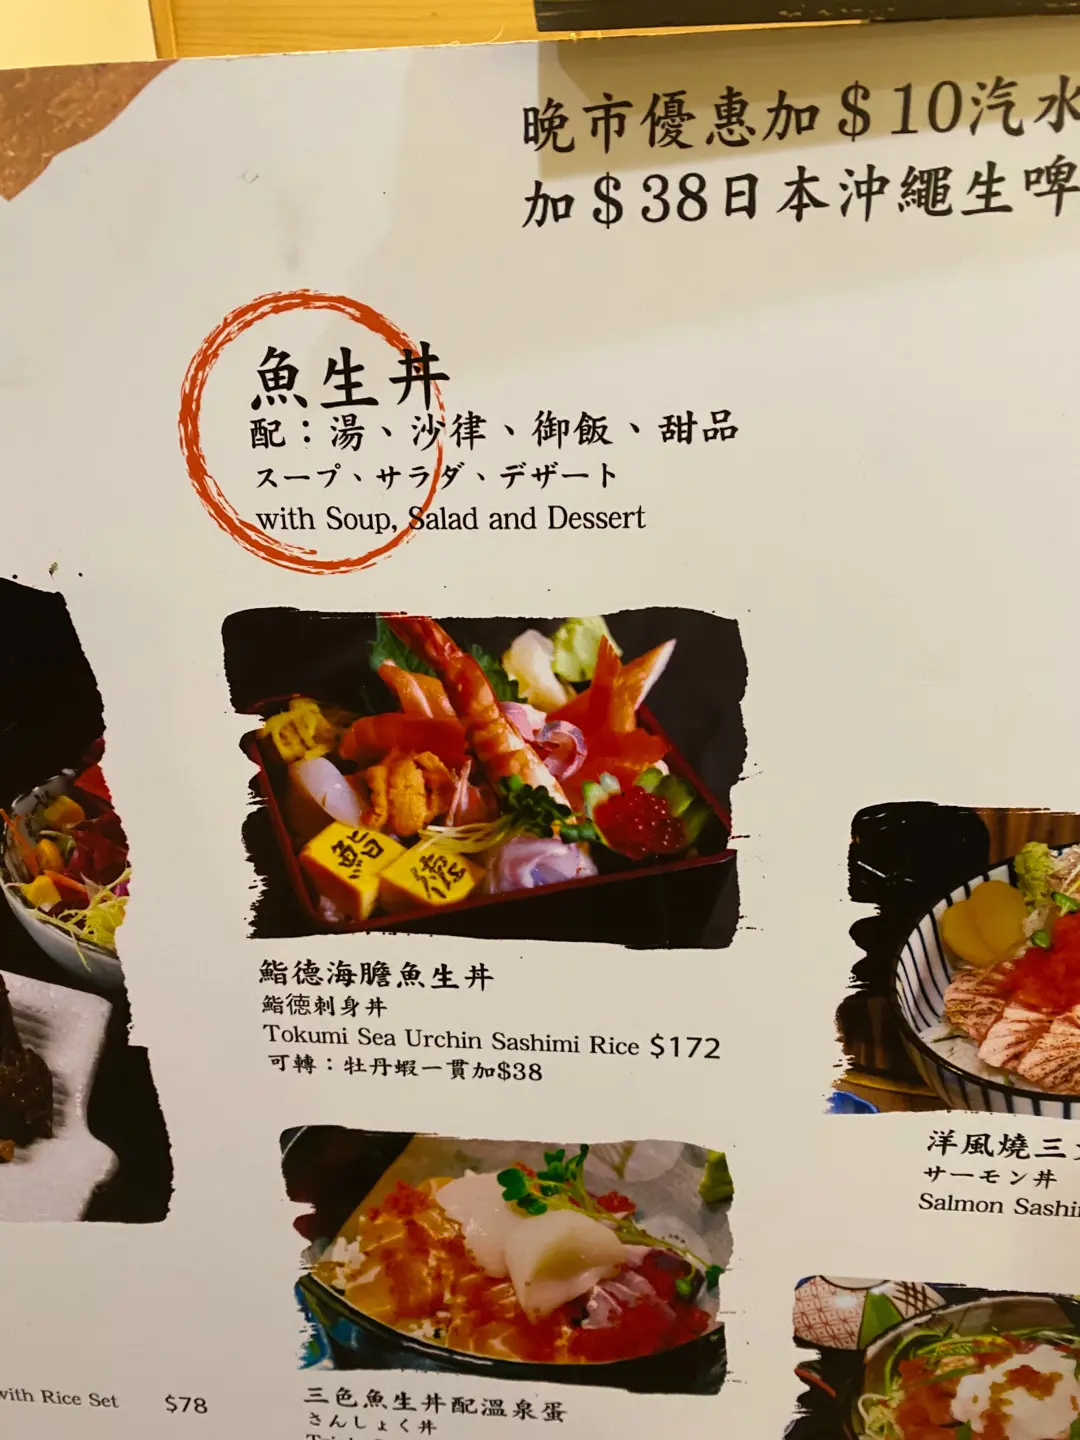 晚市優惠加$10汽水
加$38日本沖繩生啤
魚生丼
配：湯、沙律、御飯、甜品
スープ、サラダ、デザート
with Soup, Salad and Dessert
鮨
德
鮨德海膽魚生丼
鮨徳刺身丼
Tokumi Sea Urchin Sashimi Rice $172
可轉：牡丹蝦一貫加$38
洋風燒三
サーモン丼
Salmon Sashi
with Rice Set $78
三色魚生丼配溫泉蛋
さんしょく丼